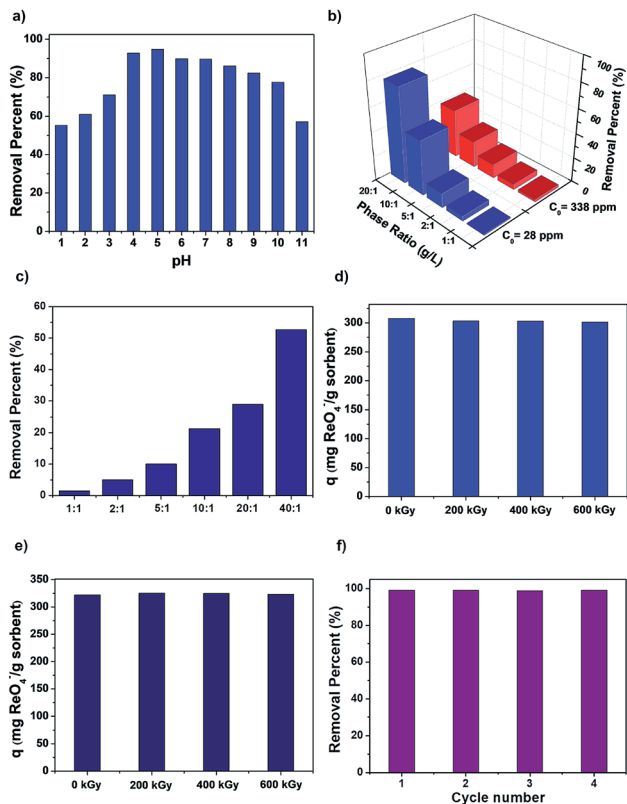 a)
Removal Percent (%)
100
80
60
40
20
0
1 2 3 4 5 6 7 8 9 10 11
pH
b)
Removal Percent (%)
100
80
60
40
20
0
20:1
10:1
5:1
2:1
1:1
Phase Ratio (g/L)
C₀= 338 ppm
C₀= 28 ppm
c)
Removal Percent (%)
60
50
40
30
20
10
0
1:1 2:1 5:1 10:1 20:1 40:1
d)
q (mg ReO₄⁻/g sorbent)
300
250
200
150
100
50
0
0 kGy 200 kGy 400 kGy 600 kGy
e)
q (mg ReO₄⁻/g sorbent)
350
300
250
200
150
100
50
0
0 kGy 200 kGy 400 kGy 600 kGy
f)
Removal Percent (%)
100
80
60
40
20
0
1 2 3 4
Cycle number